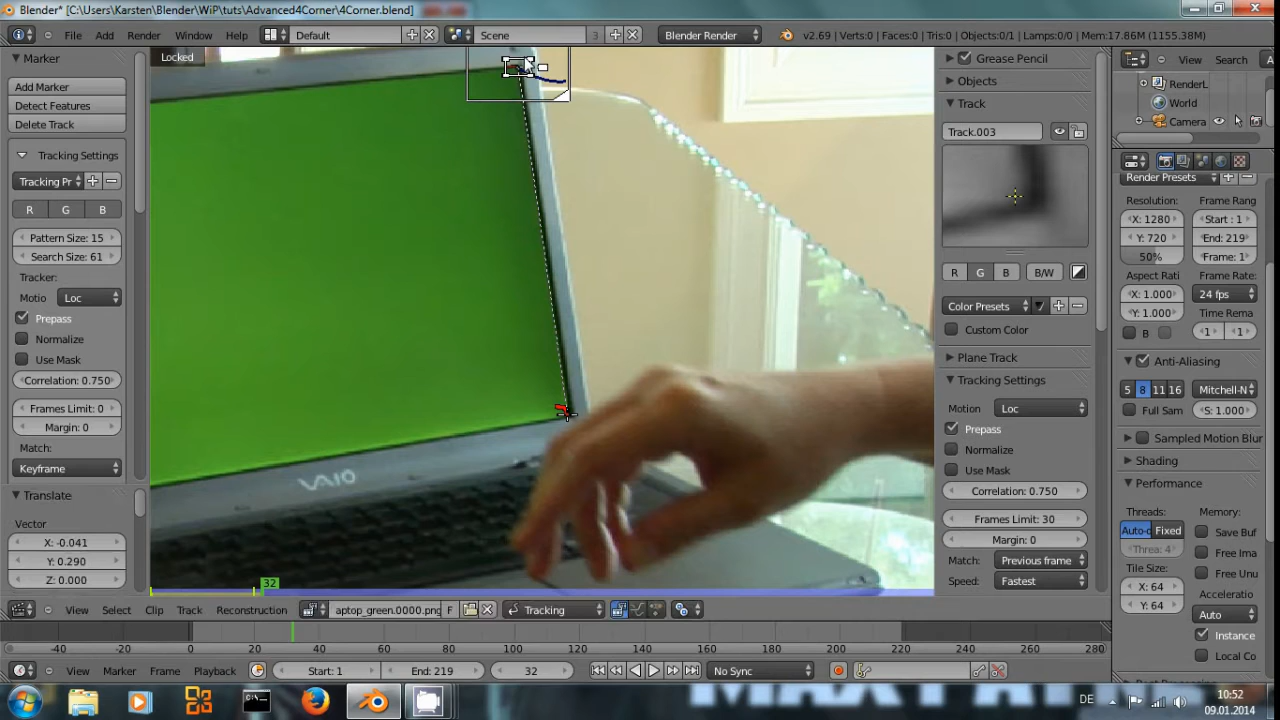 Blender* [C:\Users\Karsten\Blender\WiP\tuts\Advanced4Corner\4Corner.blend]
File Add Render Window Help Default Scene 3 Blender Render v2.69 | Verts:0 | Faces:0 | Tris:0 | Objects:0/1 | Lamps:0/0 | Mem:17.86M (1155.38M)
Marker
Add Marker
Detect Features
Delete Track
Tracking Settings
Tracking Pr
R G B
Pattern Size: 15
Search Size: 61
Tracker:
Motio Loc
Prepass
Normalize
Use Mask
Correlation: 0.750
Frames Limit: 0
Margin: 0
Match:
Keyframe
Translate
Vector
X: -0.041
Y: 0.290
Z: 0.000
Locked
VAIO
32
Grease Pencil
Objects
Track
Track.003
R G B B/W
Color Presets
Custom Color
Plane Track
Tracking Settings
Motion Loc
Prepass
Normalize
Use Mask
Correlation: 0.750
Frames Limit: 30
Margin: 0
Match: Previous frame
Speed: Fastest
View Search A
RenderL
World
Camera
Render Presets
Resolution: Frame Rang
X: 1280 Start : 1
Y: 720 End: 219
50% Frame: 1
Aspect Rati Frame Rate:
X: 1.000 24 fps
Y: 1.000 Time Rema
B 1 1
Anti-Aliasing
5 8 11 16 Mitchell-N
Full Sam S: 1.000
Sampled Motion Blur
Shading
Performance
Threads: Memory:
Auto-d Fixed Save Buf
Threa: 4 Free Ima
Tile Size: Free Unu
X: 64 Acceleratio
Y: 64 Auto
Instance
Local Co
View Select Clip Track Reconstruction aptop_green.0000.png F Tracking
-40 -20 0 20 40 60 80 100 120 140 160 180 200 220 240 260 280
View Marker Frame Playback Start: 1 End: 219 32 No Sync
DE 10:52
09.01.2014